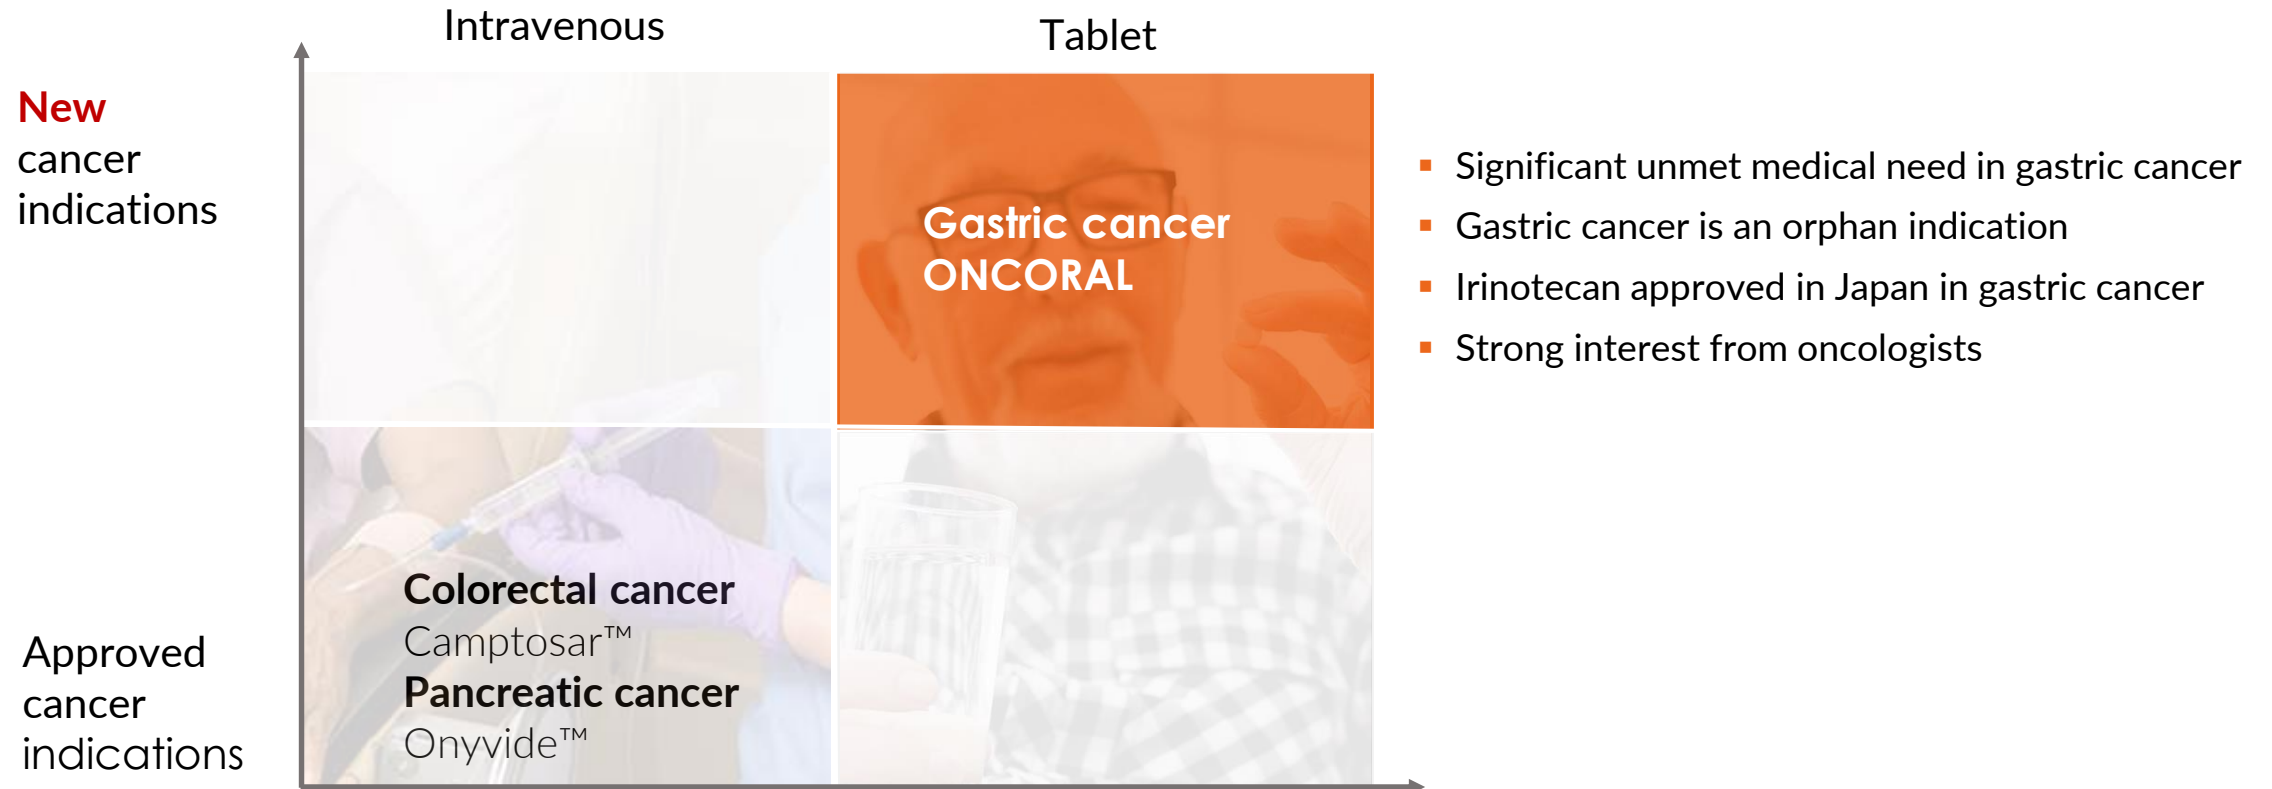 Intravenous
Tablet
New
cancer
indications
Gastric cancer
ONCORAL
▪ Significant unmet medical need in gastric cancer
▪ Gastric cancer is an orphan indication
▪ Irinotecan approved in Japan in gastric cancer
▪ Strong interest from oncologists
Approved
cancer
indications
Colorectal cancer
Camptosar™
Pancreatic cancer
Onyvide™